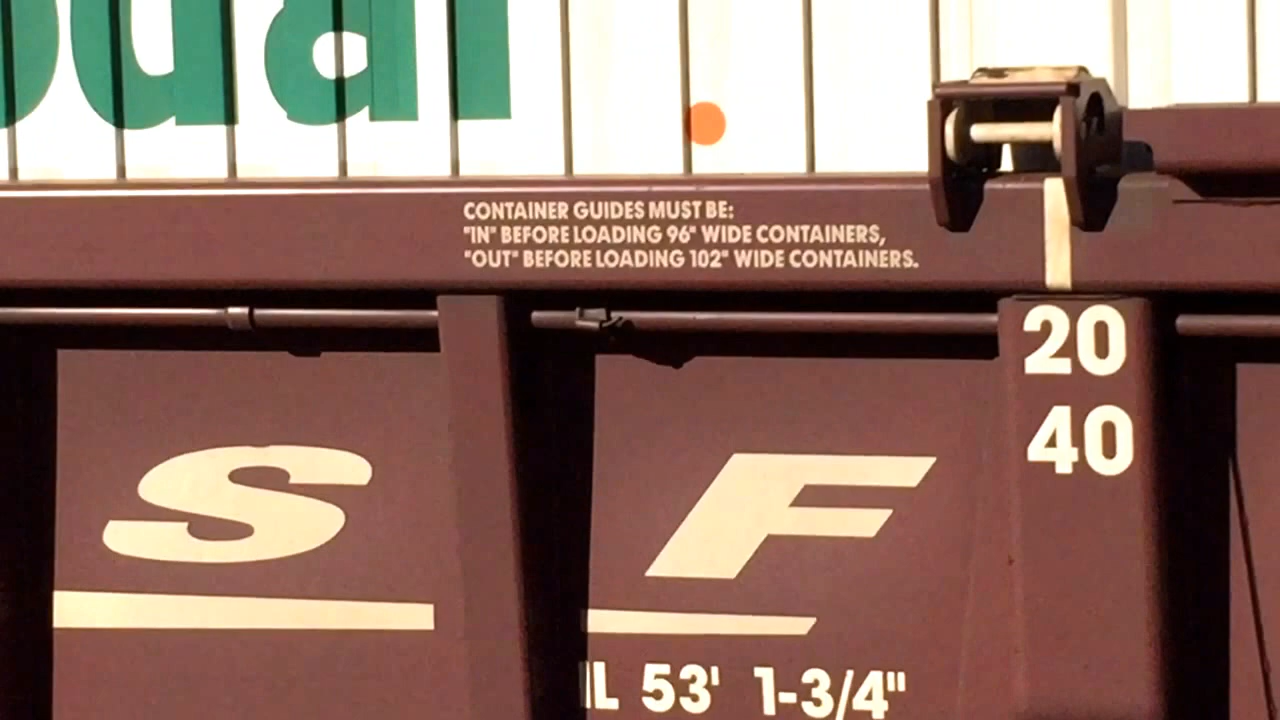 CONTAINER GUIDES MUST BE:
"IN" BEFORE LOADING 96" WIDE CONTAINERS,
"OUT" BEFORE LOADING 102" WIDE CONTAINERS.
20
40
S F
53' 1-3/4"